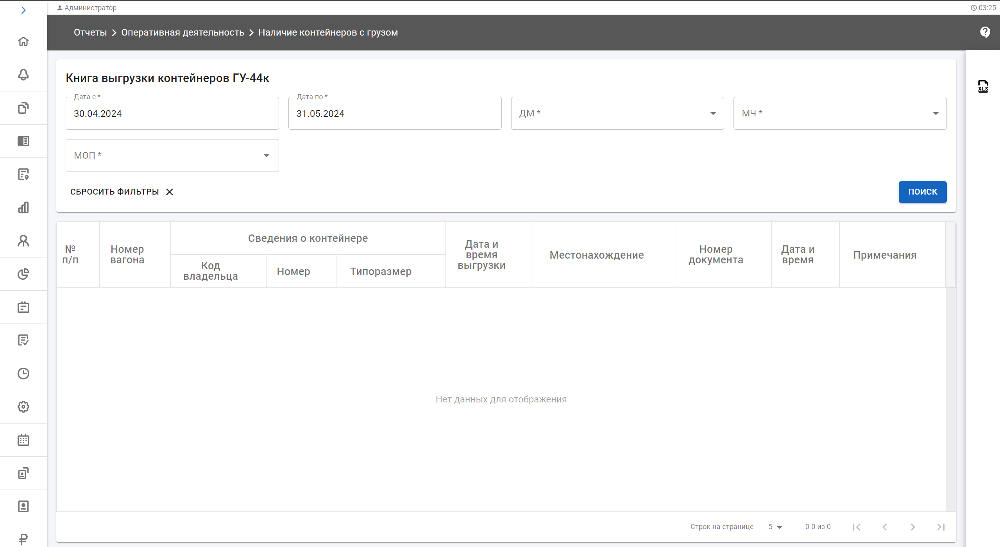 Администратор
03:25
Отчеты > Оперативная деятельность > Наличие контейнеров с грузом
Книга выгрузки контейнеров ГУ-44к
Дата с *
30.04.2024
Дата по *
31.05.2024
ДМ *
МЧ *
МОП *
XLS
СБРОСИТЬ ФИЛЬТРЫ
ПОИСК
№
п/п
Номер
вагона
Сведения о контейнере
Код
владельца
Номер
Типоразмер
Дата и
время
выгрузки
Местонахождение
Номер
документа
Дата и
время
Примечания
Нет данных для отображения
Строк на странице
5
0-0 из 0